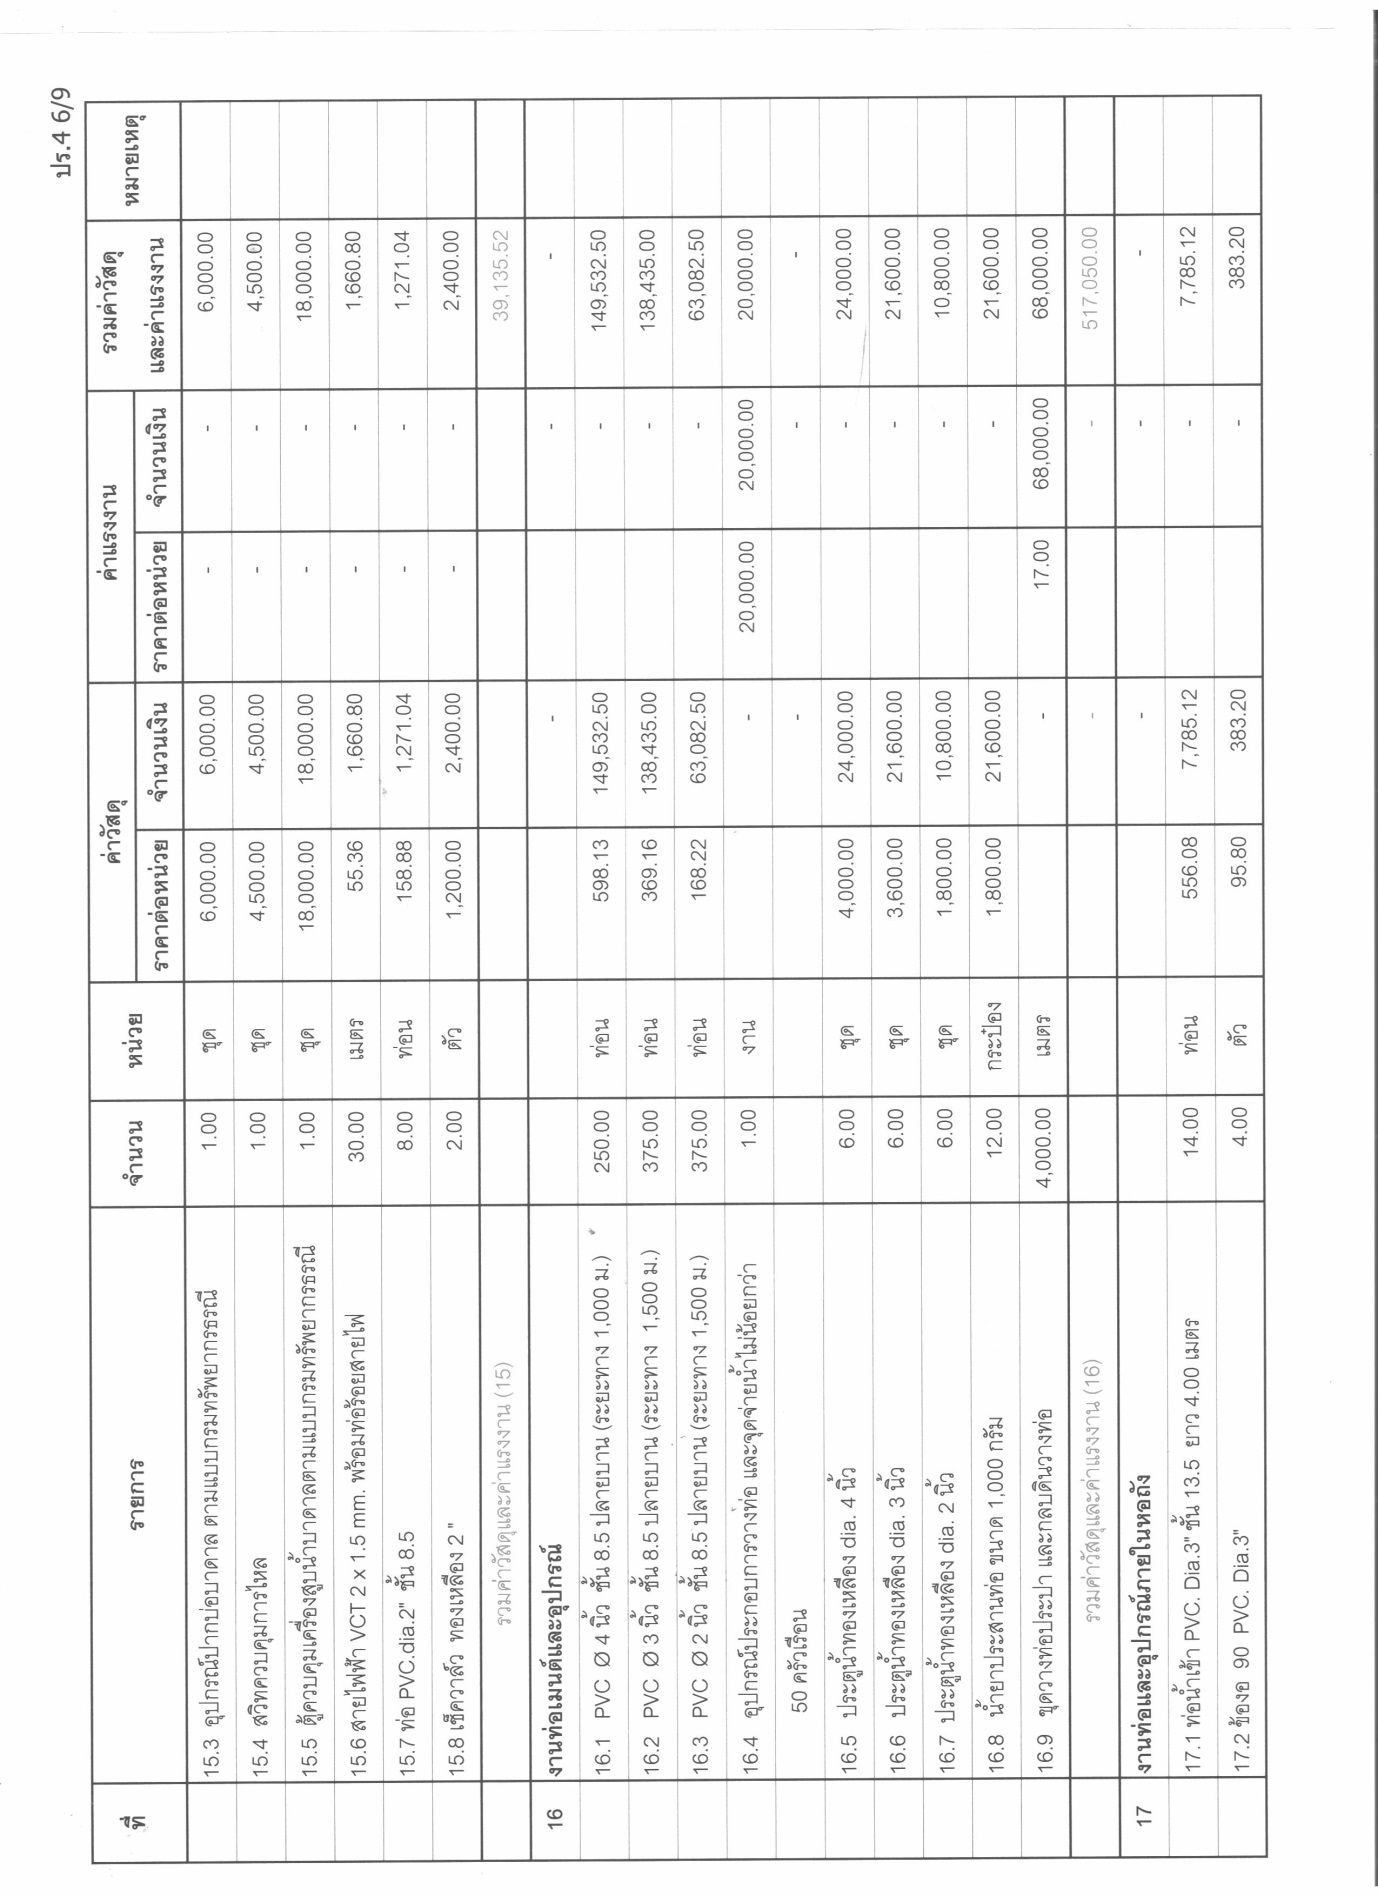 ปร.4 6/9
ที่ รายการ จำนวน หน่วย ค่าวัสดุ ค่าแรงงาน รวมค่าวัสดุ หมายเหตุ
ราคาต่อหน่วย จำนวนเงิน ราคาต่อหน่วย จำนวนเงิน และค่าแรงงาน
15.3 อุปกรณ์ปากบ่อบาดาล ตามแบบกรมทรัพยากรธรณี 1.00 ชุด 6,000.00 6,000.00 - - 6,000.00
15.4 สวิทควบคุมการไหล 1.00 ชุด 4,500.00 4,500.00 - - 4,500.00
15.5 ตู้ควบคุมเครื่องสูบน้ำบาดาลตามแบบกรมทรัพยากรธรณี 1.00 ชุด 18,000.00 18,000.00 - - 18,000.00
15.6 สายไฟฟ้า VCT 2 x 1.5 mm. พร้อมท่อร้อยสายไฟ 30.00 เมตร 55.36 1,660.80 - - 1,660.80
15.7 ท่อ PVC.dia.2" ชั้น 8.5 8.00 ท่อน 158.88 1,271.04 - - 1,271.04
15.8 เช็ควาล์ว ทองเหลือง 2 " 2.00 ตัว 1,200.00 2,400.00 - - 2,400.00
รวมค่าวัสดุและค่าแรงงาน (15) 39,135.52
16 งานท่อเมนต์และอุปกรณ์ - - -
16.1 PVC Ø 4 นิ้ว ชั้น 8.5 ปลายบาน (ระยะทาง 1,000 ม.) 250.00 ท่อน 598.13 149,532.50 - 149,532.50
16.2 PVC Ø 3 นิ้ว ชั้น 8.5 ปลายบาน (ระยะทาง 1,500 ม.) 375.00 ท่อน 369.16 138,435.00 - 138,435.00
16.3 PVC Ø 2 นิ้ว ชั้น 8.5 ปลายบาน (ระยะทาง 1,500 ม.) 375.00 ท่อน 168.22 63,082.50 - 63,082.50
16.4 อุปกรณ์ประกอบการวางท่อ และจุดจ่ายน้ำไม่น้อยกว่า 1.00 งาน - 20,000.00 20,000.00 20,000.00
50 ครัวเรือน - - -
16.5 ประตูน้ำทองเหลือง dia. 4 นิ้ว 6.00 ชุด 4,000.00 24,000.00 - 24,000.00
16.6 ประตูน้ำทองเหลือง dia. 3 นิ้ว 6.00 ชุด 3,600.00 21,600.00 - 21,600.00
16.7 ประตูน้ำทองเหลือง dia. 2 นิ้ว 6.00 ชุด 1,800.00 10,800.00 - 10,800.00
16.8 น้ำยาประสานท่อ ขนาด 1,000 กรัม 12.00 กระป๋อง 1,800.00 21,600.00 - 21,600.00
16.9 ขุดวางท่อประปา และกลบดินวางท่อ 4,000.00 เมตร - 17.00 68,000.00 68,000.00
รวมค่าวัสดุและค่าแรงงาน (16) - - 517,050.00
17 งานท่อและอุปกรณ์ภายในหอถัง - - -
17.1 ท่อน้ำเข้า PVC. Dia.3" ชั้น 13.5 ยาว 4.00 เมตร 14.00 ท่อน 556.08 7,785.12 - 7,785.12
17.2 ข้องอ 90 PVC. Dia.3" 4.00 ตัว 95.80 383.20 - 383.20